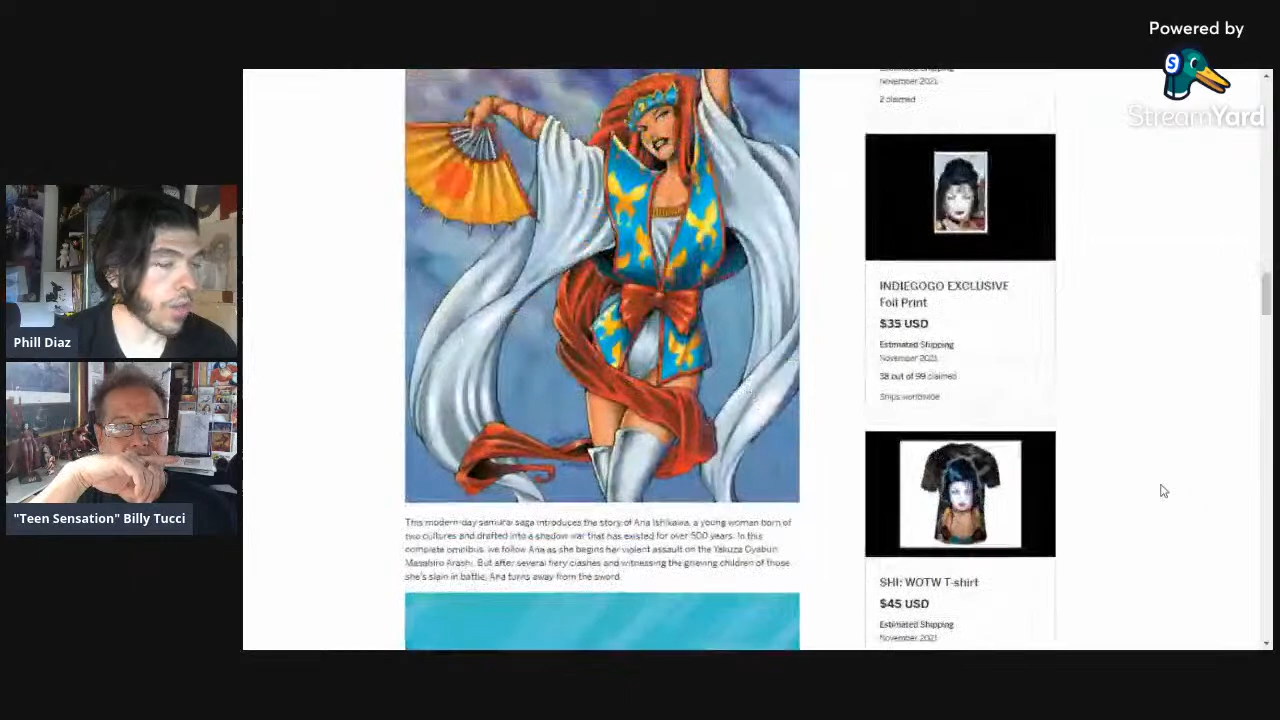 Powered by
S
StreamYard
Phill Diaz
"Teen Sensation" Billy Tucci
This modern-day samurai saga introduces the story of Ana Ishikawa, a young woman born of
two cultures and drafted into a shadow war that has existed for over 500 years. In this
complete omnibus, we follow Ana as she begins her violent assault on the Yakuza Oyabun
Masahiro Arashi. But after several fiery clashes and witnessing the grieving children of those
she's slain in battle, Ana turns away from the sword.
Estimated Shipping
November 2021
2 claimed
INDIEGOGO EXCLUSIVE
Foil Print
$35 USD
Estimated Shipping
November 2021
38 out of 99 claimed
Ships worldwide
SHI: WOTW T-shirt
$45 USD
Estimated Shipping
November 2021